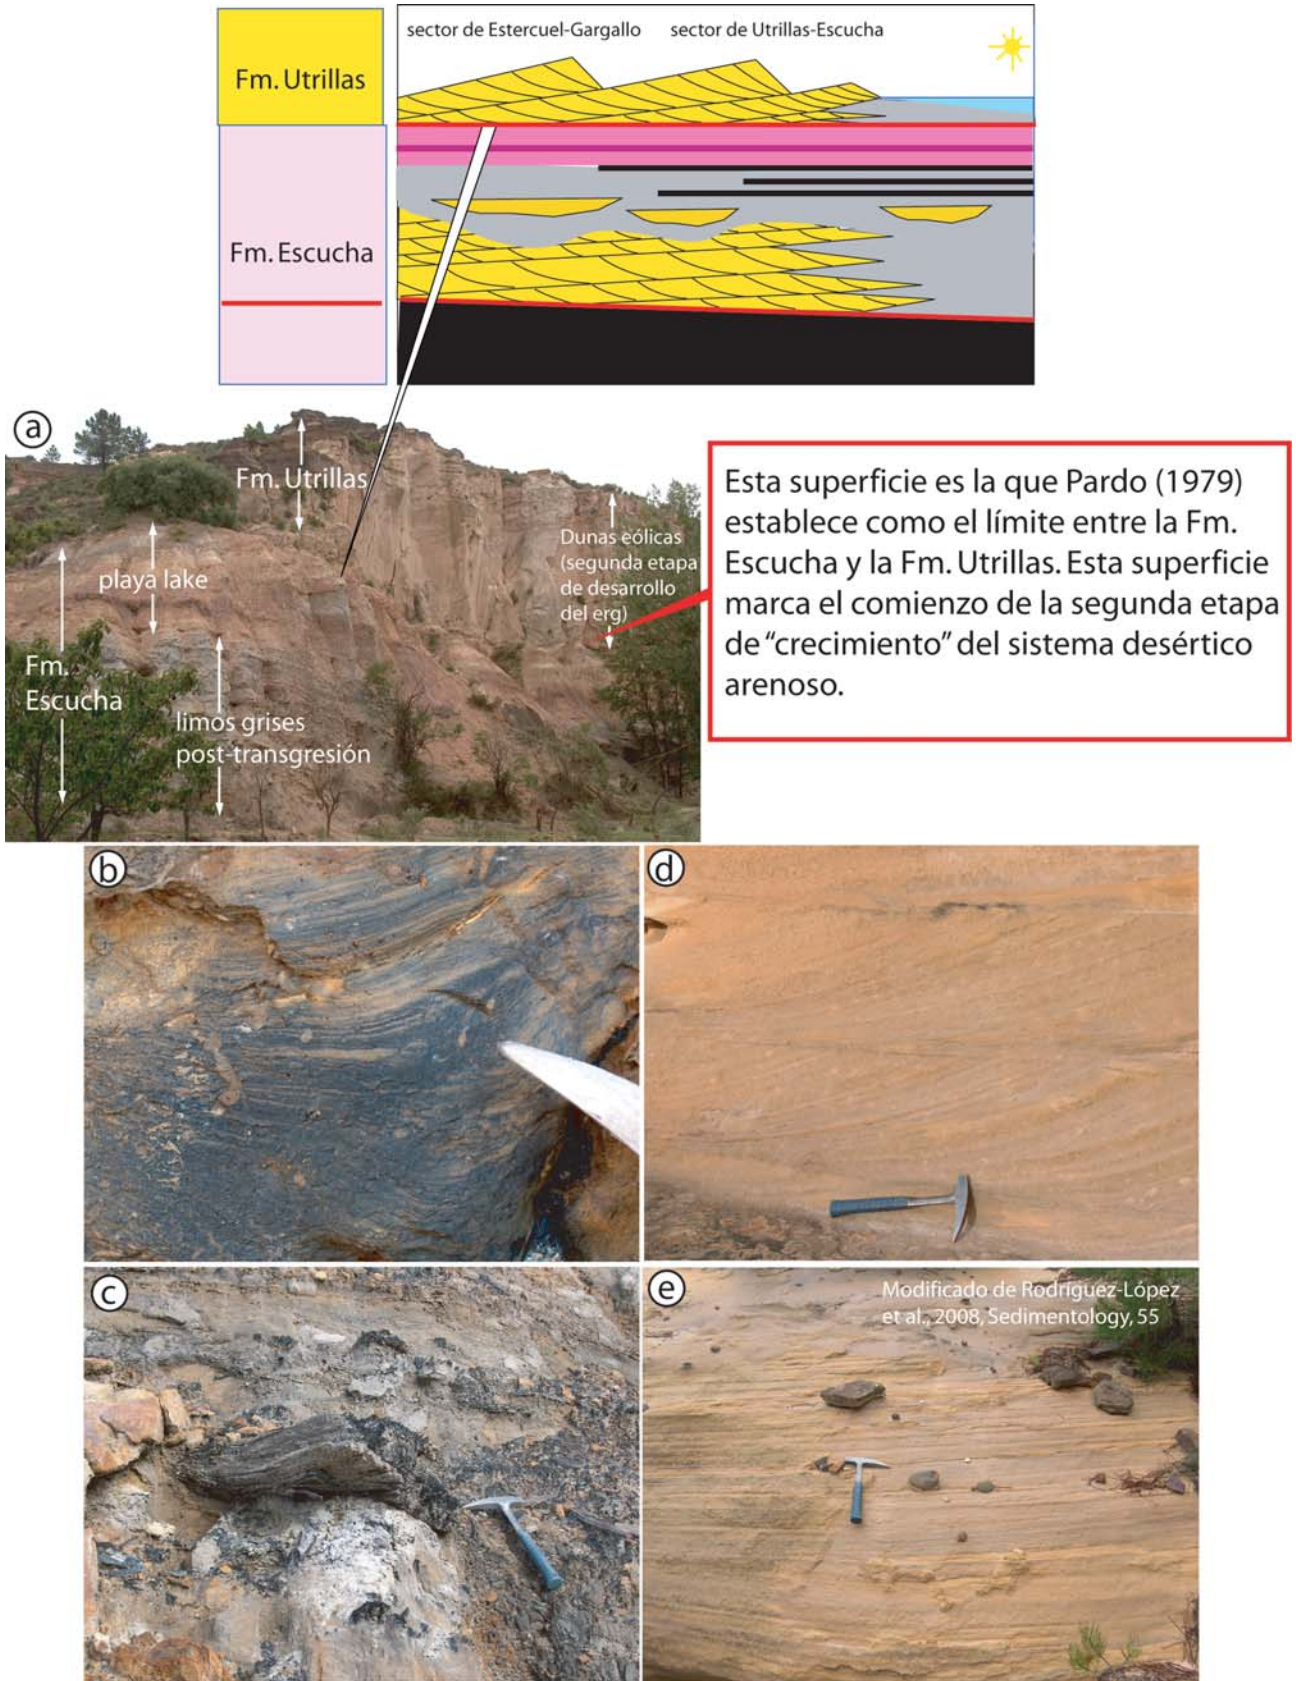 sector de Estercuel-Gargallo
sector de Utrillas-Escucha
Fm. Utrillas
Fm. Escucha
a
Fm. Utrillas
playa lake
Dunas eólicas
(segunda etapa
de desarrollo
del erg)
Fm.
Escucha
limos grises
post-transgresión
Esta superficie es la que Pardo (1979)
establece como el límite entre la Fm.
Escucha y la Fm. Utrillas. Esta superficie
marca el comienzo de la segunda etapa
de “crecimiento” del sistema desértico
arenoso.
b
d
c
e
Modificado de Rodríguez-López
et al., 2008, Sedimentology, 55